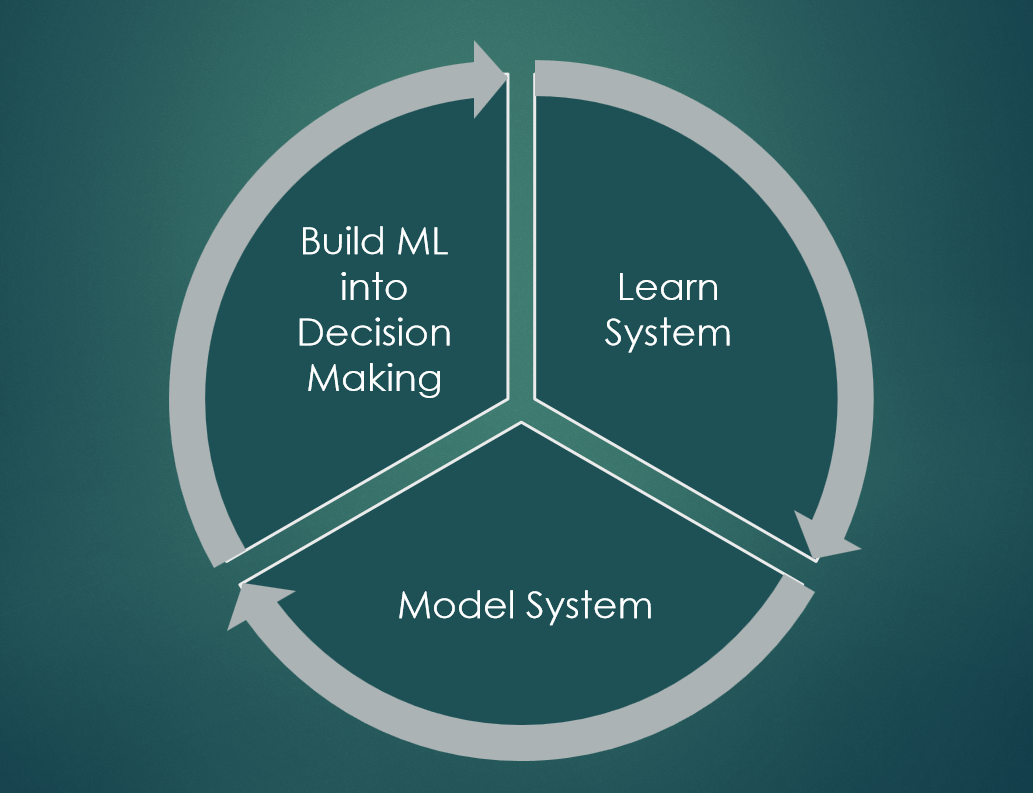 Build ML
into
Decision
Making
Learn
System
Model System